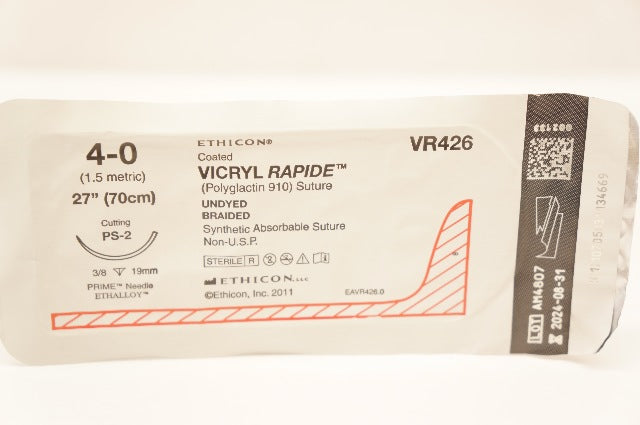 4-0
(1.5 metric)
27" (70cm)
Cutting
PS-2
3/8 19mm
PRIME™ Needle
ETHALLOY™
ETHICON®
Coated
VICRYL RAPIDE™
(Polyglactin 910) Suture
UNDYED
BRAIDED
Synthetic Absorbable Suture
Non-U.S.P.
STERILE R
ETHICON, LLC
©Ethicon, Inc. 2011
EAVR426.0
VR426
LOT AM4807
2024-08-31
134669